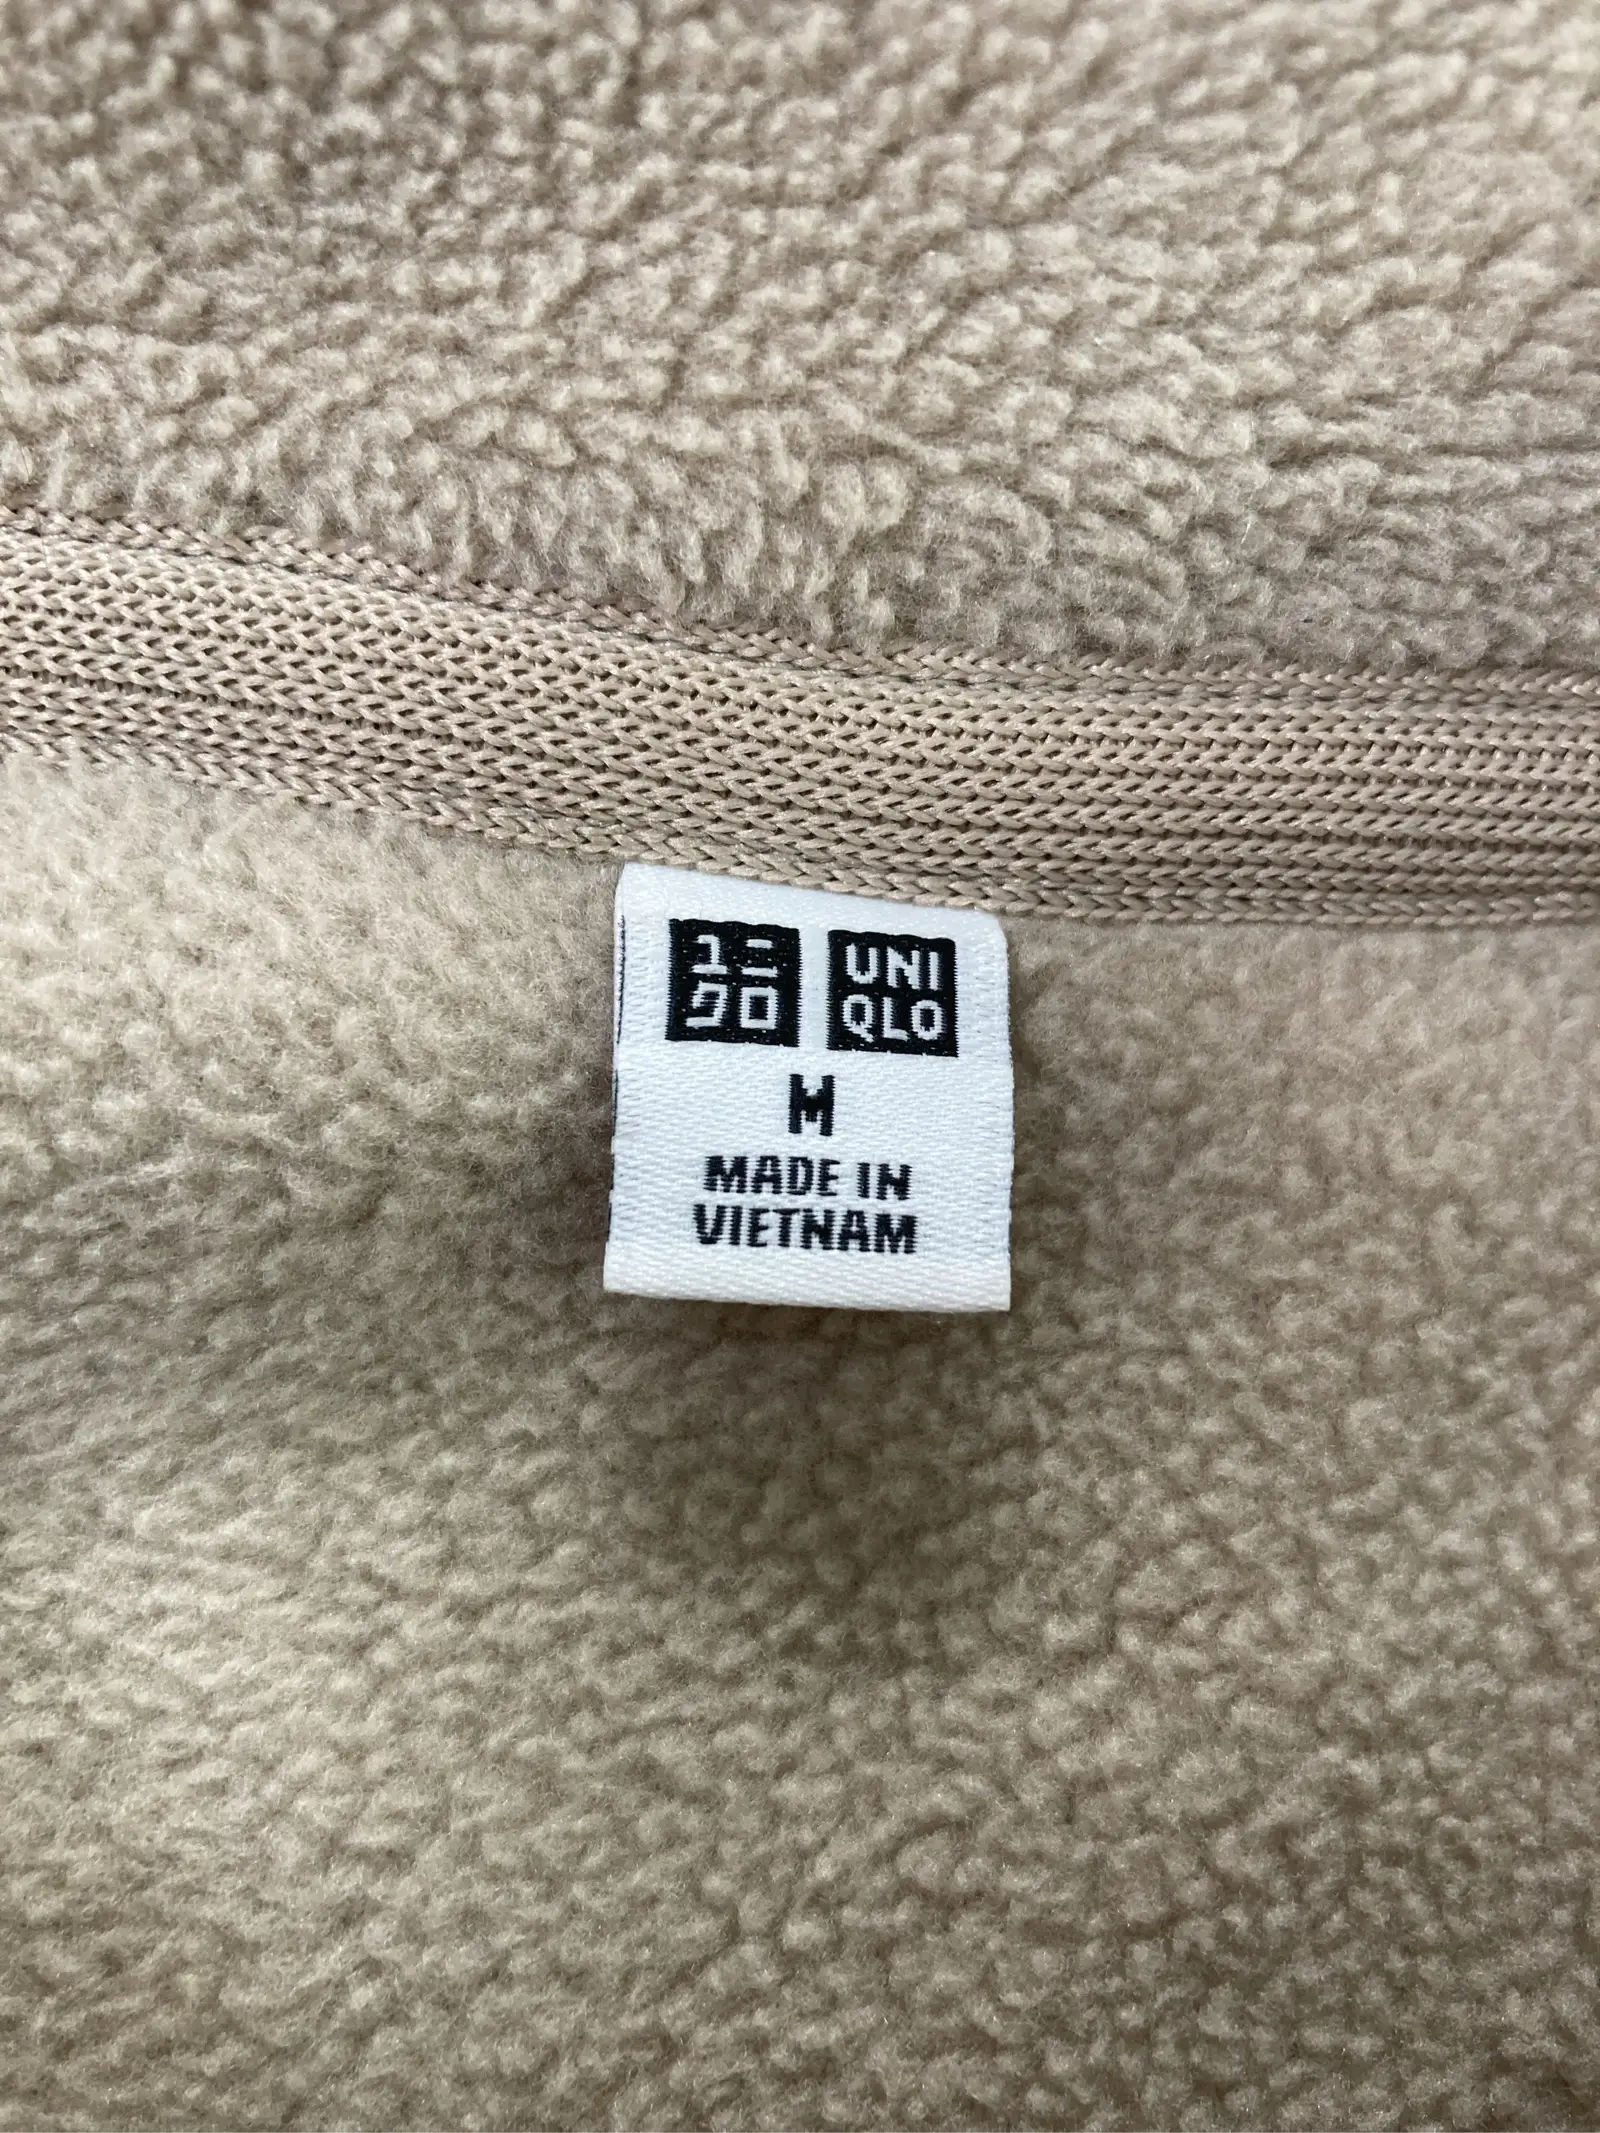 ユニ UNI
クロ QLO
M
MADE IN
VIETNAM